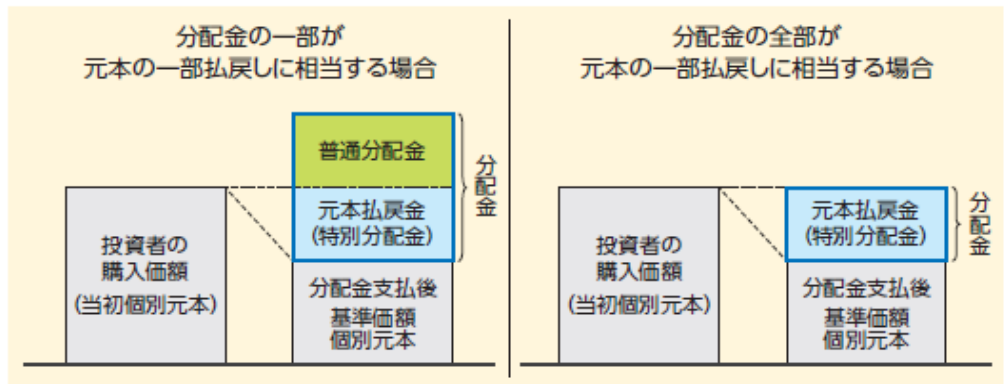 分配金の一部が
元本の一部払戻しに相当する場合
普通分配金
元本払戻金
(特別分配金)
分配金
投資者の
購入価額
(当初個別元本)
分配金支払後
基準価額
個別元本
分配金の全部が
元本の一部払戻しに相当する場合
元本払戻金
(特別分配金)
分配金
投資者の
購入価額
(当初個別元本)
分配金支払後
基準価額
個別元本